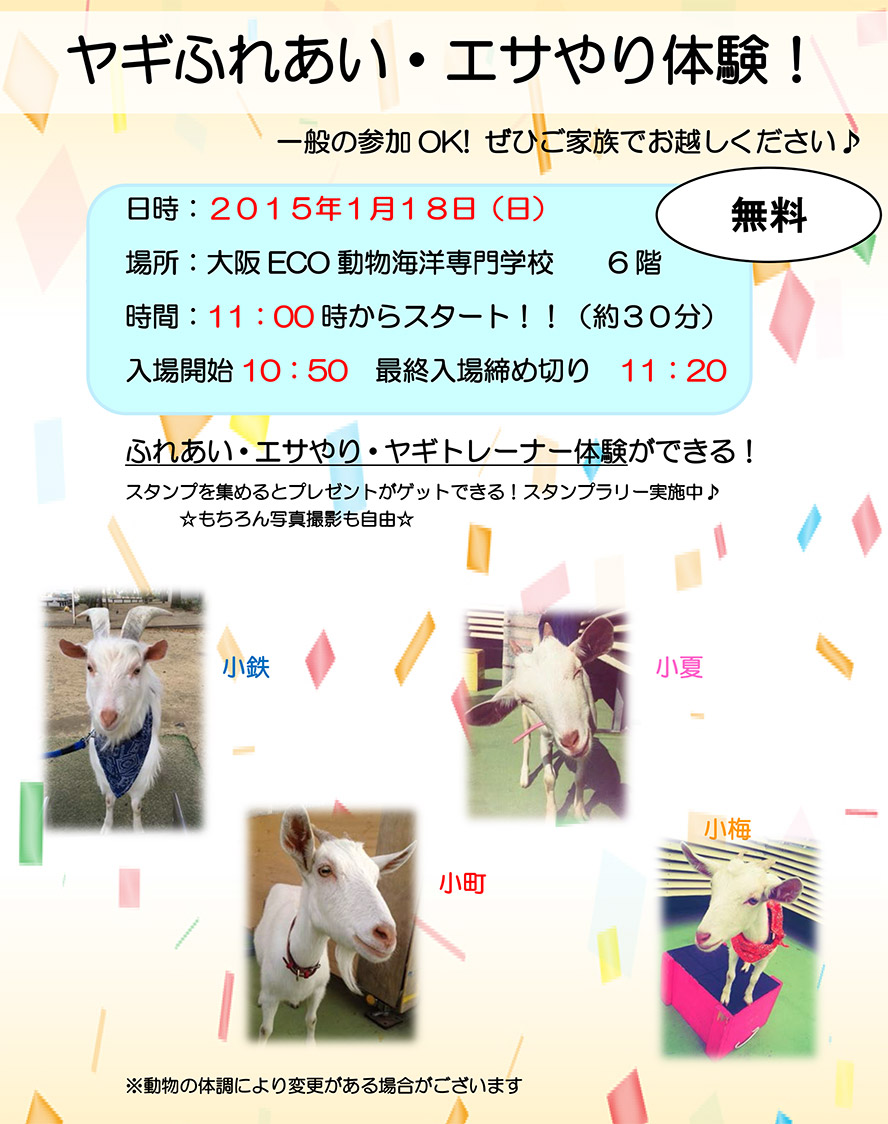 ヤギふれあい・エサやり体験！
一般の参加OK! ぜひご家族でお越しください♪
無料
日時：２０１５年１月１８日（日）
場所：大阪ECO動物海洋専門学校　　６階
時間：１１：００時からスタート！！（約３０分）
入場開始１０：５０　最終入場締め切り　１１：２０
ふれあい・エサやり・ヤギトレーナー体験ができる！
スタンプを集めるとプレゼントがゲットできる！スタンプラリー実施中♪
☆もちろん写真撮影も自由☆
小鉄
小夏
小梅
小町
※動物の体調により変更がある場合がございます